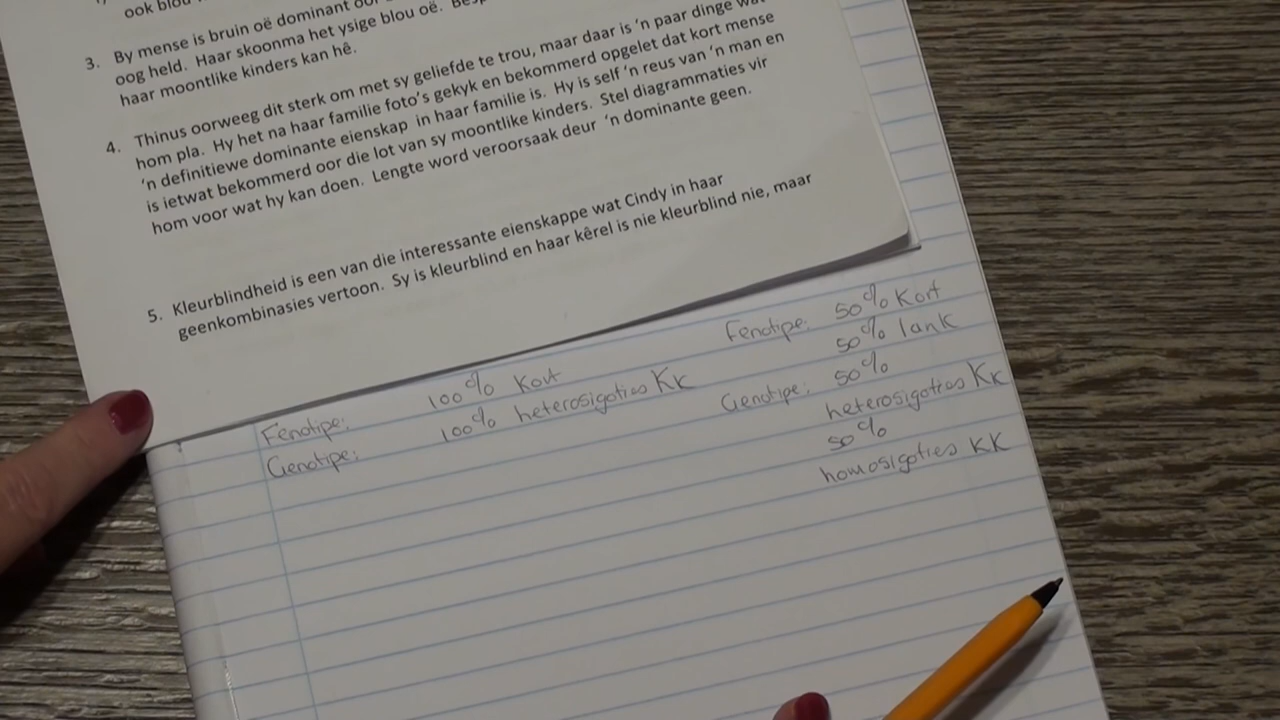 ook blou
3. By mense is bruin oë dominant oor
oog held. Haar skoonma het ysige blou oë.
haar moontlike kinders kan hê.
4. Thinus oorweeg dit sterk om met sy geliefde te trou, maar daar is 'n paar dinge wat
hom pla. Hy het na haar familie foto's gekyk en bekommerd opgelet dat kort mense
'n definitiewe dominante eienskap in haar familie is. Hy is self 'n reus van 'n man en
is ietwat bekommerd oor die lot van sy moontlike kinders. Stel diagrammaties vir
hom voor wat hy kan doen. Lengte word veroorsaak deur 'n dominante geen.
5. Kleurblindheid is een van die interessante eienskappe wat Cindy in haar
geenkombinasies vertoon. Sy is kleurblind en haar kêrel is nie kleurblind nie, maar
Fenotipe: 100% Kort
Genotipe: 100% heterosigoties Kk
Fenotipe: 50% Kort
50% lank
Genotipe: 50%
heterosigoties Kk
50%
homosigoties KK